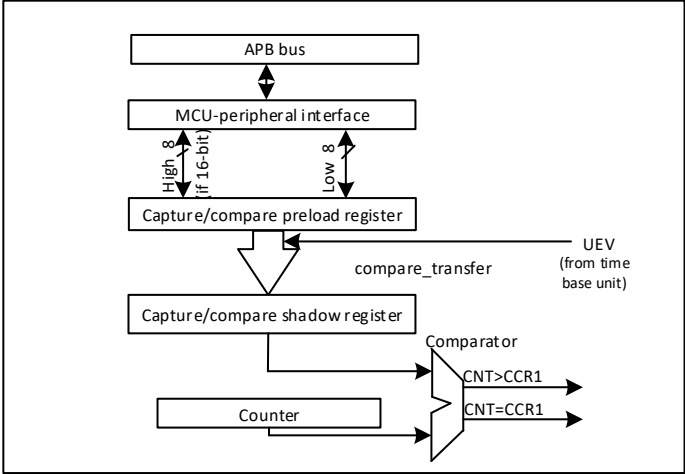 APB bus
MCU-peripheral interface
High 8
(if 16-bit)
Low 8
Capture/compare preload register
UEV
(from time
base unit)
compare_transfer
Capture/compare shadow register
Comparator
CNT>CCR1
CNT=CCR1
Counter